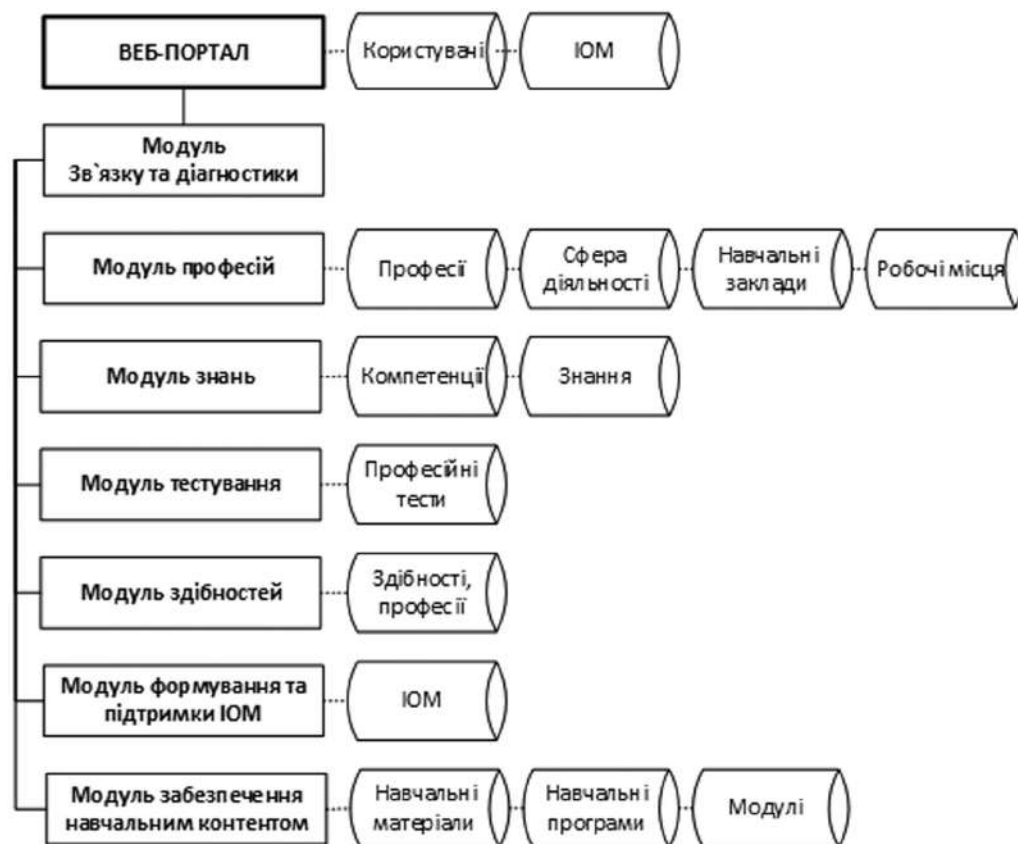 ВЕБ-ПОРТАЛ
Користувачі
ІОМ
Модуль
Зв`язку та діагностики
Модуль професій
Професії
Сфера
діяльності
Навчальні
заклади
Робочі місця
Модуль знань
Компетенції
Знання
Модуль тестування
Професійні
тести
Модуль здібностей
Здібності,
професії
Модуль формування та
підтримки ІОМ
ІОМ
Модуль забезпечення
навчальним контентом
Навчальні
матеріали
Навчальні
програми
Модулі